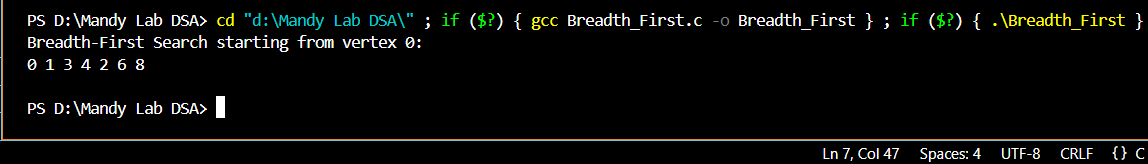 PS D:\Mandy Lab DSA> cd "d:\Mandy Lab DSA\" ; if ($?) { gcc Breadth_First.c -o Breadth_First } ; if ($?) { .\Breadth_First }
Breadth-First Search starting from vertex 0:
0 1 3 4 2 6 8
PS D:\Mandy Lab DSA>
Ln 7, Col 47 Spaces: 4 UTF-8 CRLF {} C